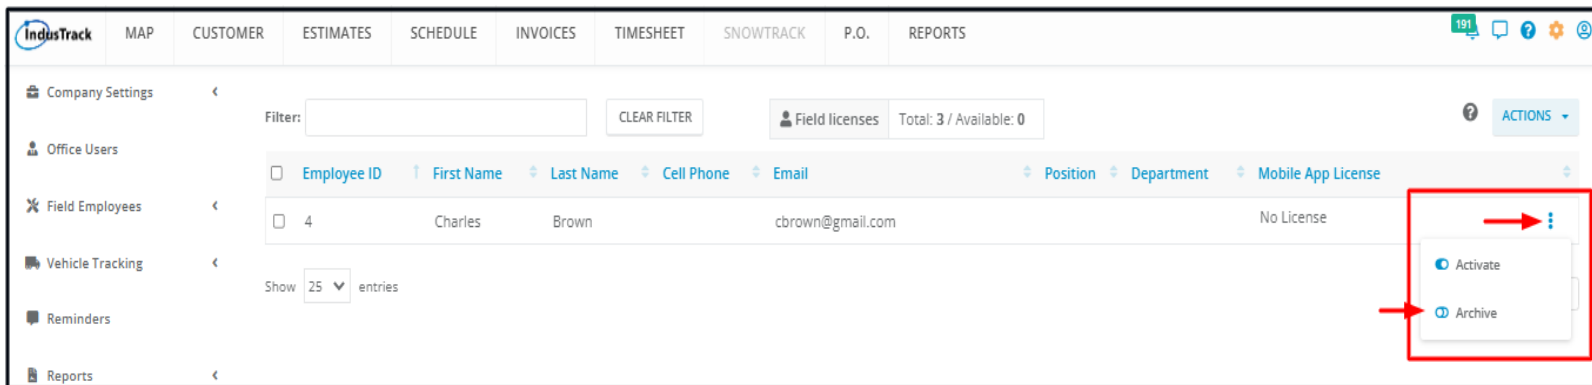 IndusTrack MAP CUSTOMER ESTIMATES SCHEDULE INVOICES TIMESHEET SNOWTRACK P.O. REPORTS 191
Company Settings
Filter: CLEAR FILTER Field licenses Total: 3 / Available: 0 ACTIONS
Office Users
Employee ID First Name Last Name Cell Phone Email Position Department Mobile App License
Field Employees
4 Charles Brown cbrown@gmail.com No License
Vehicle Tracking
Activate
Show 25 entries
Reminders
Archive
Reports